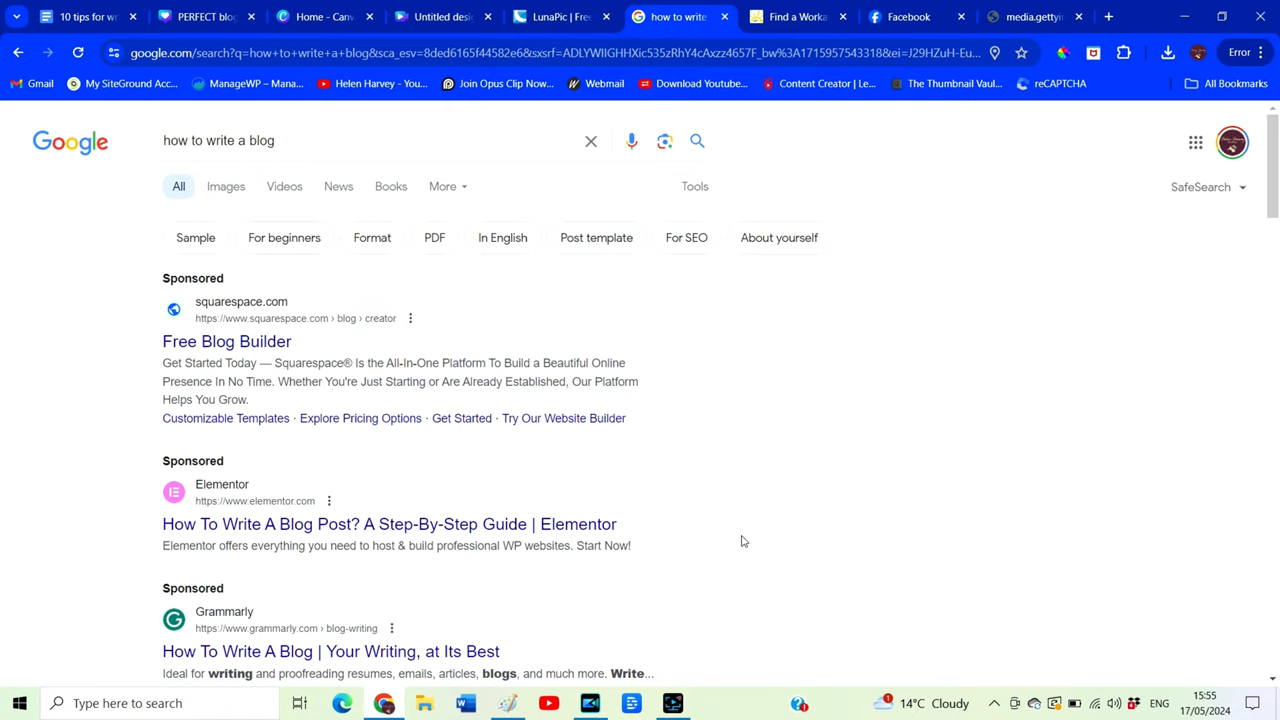 10 tips for w
PERFECT blo
Home - Canv
Untitled desi
LunaPic | Free
how to write
Find a Worka
Facebook
media.gettyir
google.com/search?q=how+to+write+a+blog&sca_esv=8ded6165f44582e6&sxsrf=ADLYWIIGHHXic535zRhY4cAxzz4657F_bw%3A1715957543318&ei=J29HZuH-Eu...
Error
Gmail
My SiteGround Acc...
ManageWP – Mana...
Helen Harvey - You...
Join Opus Clip Now...
Webmail
Download Youtube...
Content Creator | Le...
The Thumbnail Vaul...
reCAPTCHA
All Bookmarks
Google
how to write a blog
All
Images
Videos
News
Books
More
Tools
SafeSearch
Sample
For beginners
Format
PDF
In English
Post template
For SEO
About yourself
Sponsored
squarespace.com
https://www.squarespace.com › blog › creator
Free Blog Builder
Get Started Today — Squarespace® Is the All-In-One Platform To Build a Beautiful Online
Presence In No Time. Whether You're Just Starting or Are Already Established, Our Platform
Helps You Grow.
Customizable Templates · Explore Pricing Options · Get Started · Try Our Website Builder
Sponsored
Elementor
https://www.elementor.com
How To Write A Blog Post? A Step-By-Step Guide | Elementor
Elementor offers everything you need to host & build professional WP websites. Start Now!
Sponsored
Grammarly
https://www.grammarly.com › blog-writing
How To Write A Blog | Your Writing, at Its Best
Ideal for writing and proofreading resumes, emails, articles, blogs, and much more. Write...
Type here to search
14°C Cloudy
ENG
15:55
17/05/2024